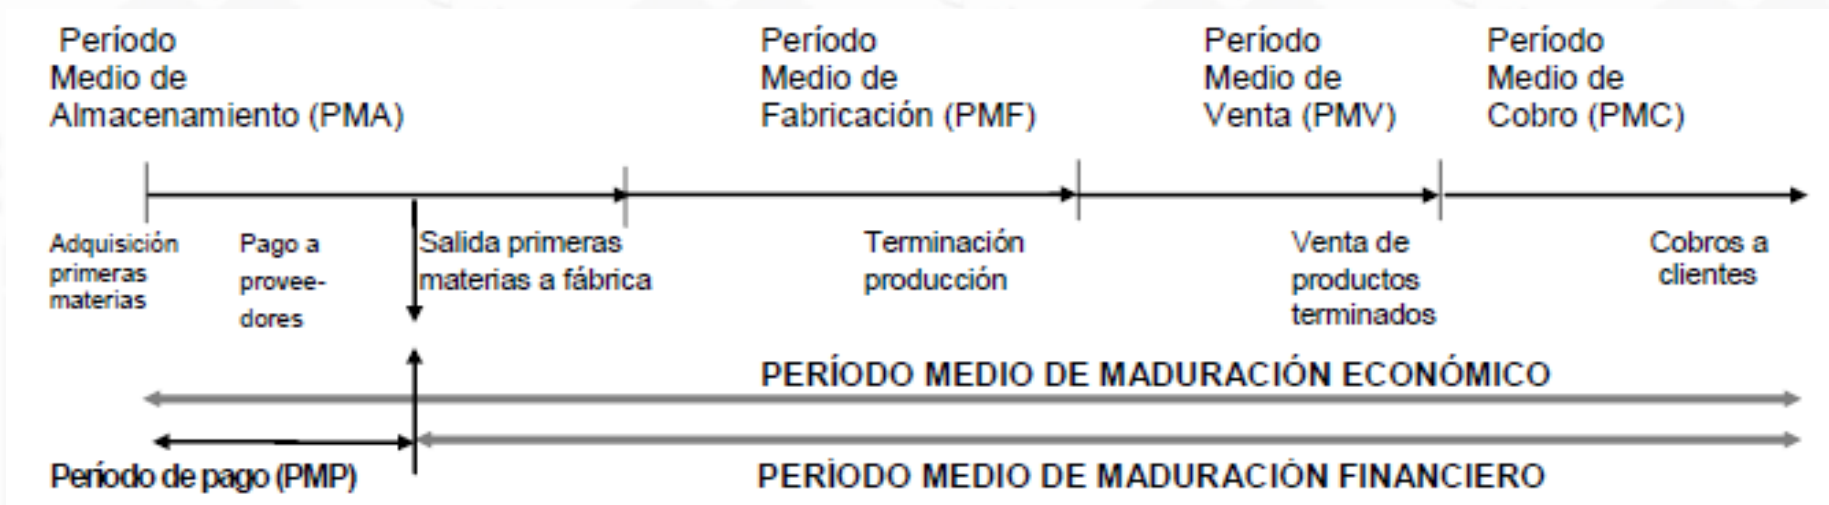 Período
Medio de
Almacenamiento (PMA)
Período
Medio de
Fabricación (PMF)
Período
Medio de
Venta (PMV)
Período
Medio de
Cobro (PMC)
Adquisición
primeras
materias
Pago a
provee-
dores
Salida primeras
materias a fábrica
Terminación
producción
Venta de
productos
terminados
Cobros a
clientes
PERÍODO MEDIO DE MADURACIÓN ECONÓMICO
Período de pago (PMP)
PERÍODO MEDIO DE MADURACIÓN FINANCIERO